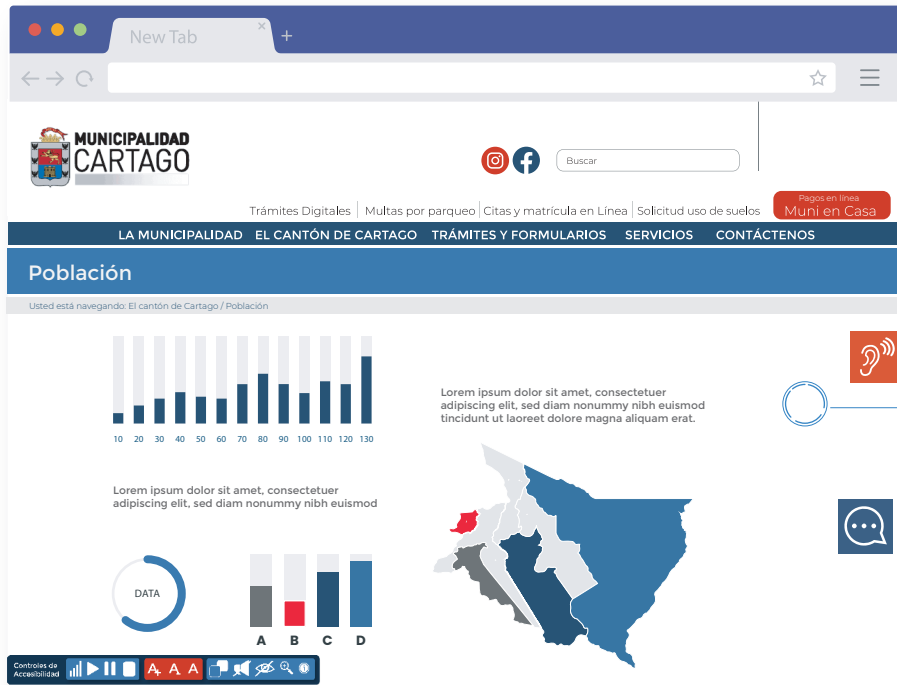 New Tab
MUNICIPALIDAD
CARTAGO
Buscar
Trámites Digitales | Multas por parqueo | Citas y matrícula en Línea | Solicitud uso de suelos
Pagos en línea
Muni en Casa
LA MUNICIPALIDAD EL CANTÓN DE CARTAGO TRÁMITES Y FORMULARIOS SERVICIOS CONTÁCTENOS
Población
Usted está navegando: El cantón de Cartago / Población
10 20 30 40 50 60 70 80 90 100 110 120 130
Lorem ipsum dolor sit amet, consectetuer
adipiscing elit, sed diam nonummy nibh euismod
tincidunt ut laoreet dolore magna aliquam erat.
Lorem ipsum dolor sit amet, consectetuer
adipiscing elit, sed diam nonummy nibh euismod
DATA
A B C D
Controles de
Accesibilidad
A+ A A